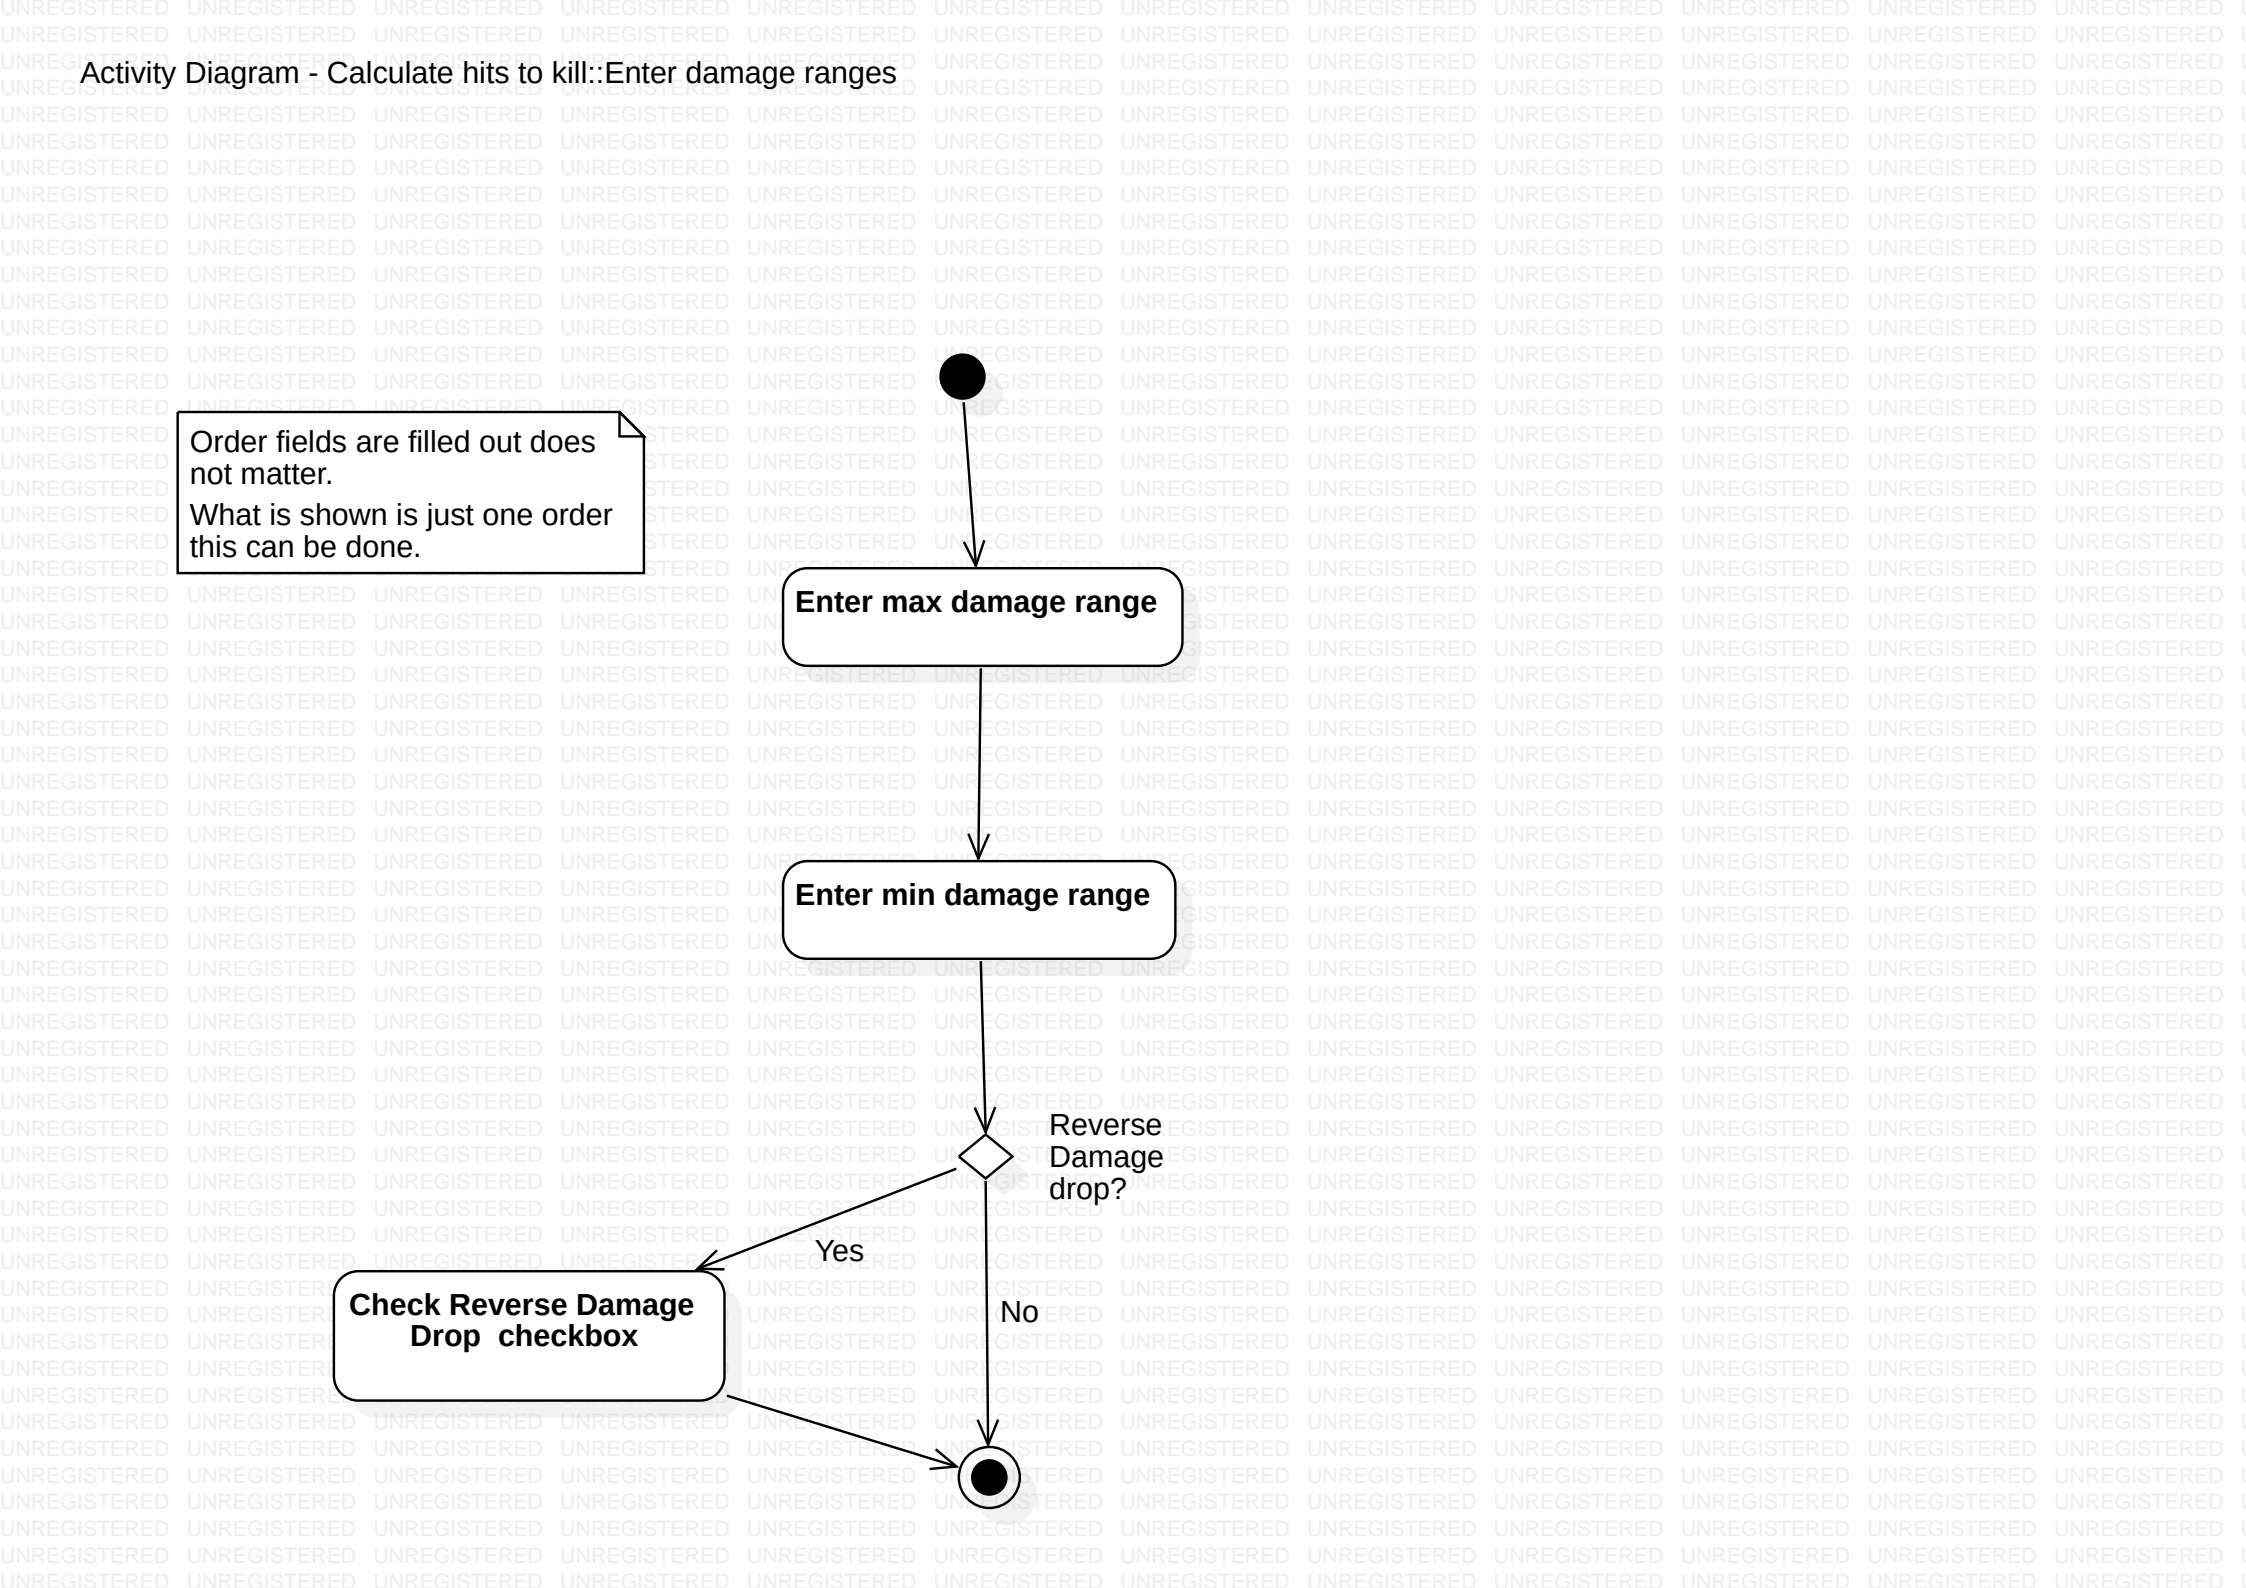 Activity Diagram - Calculate hits to kill::Enter damage ranges
Order fields are filled out does
not matter.
What is shown is just one order
this can be done.
Enter max damage range
Enter min damage range
Reverse
Damage
drop?
Yes
No
Check Reverse Damage
Drop checkbox
UNREGISTERED